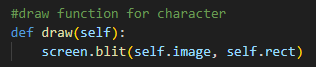 #draw function for character
def draw(self):
    screen.blit(self.image, self.rect)